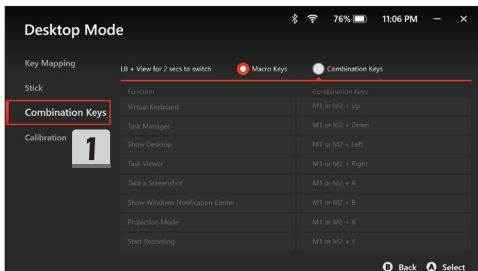 76% 11:06 PM
Desktop Mode
Key Mapping
LB + View for 2 secs to switch Macro Keys Combination Keys
Stick
Function Combination Keys
Virtual Keyboard M1 or M2 + Up
Combination Keys
Task Manager M1 or M2 + Down
Calibration
1
Show Desktop M1 or M2 + Left
Task Viewer M1 or M2 + Right
Take a Screenshot M1 or M2 + A
Show Windows Notification Center M1 or M2 + B
Projection Mode M1 or M2 + X
Start Recording M1 or M2 + Y
B Back A Select